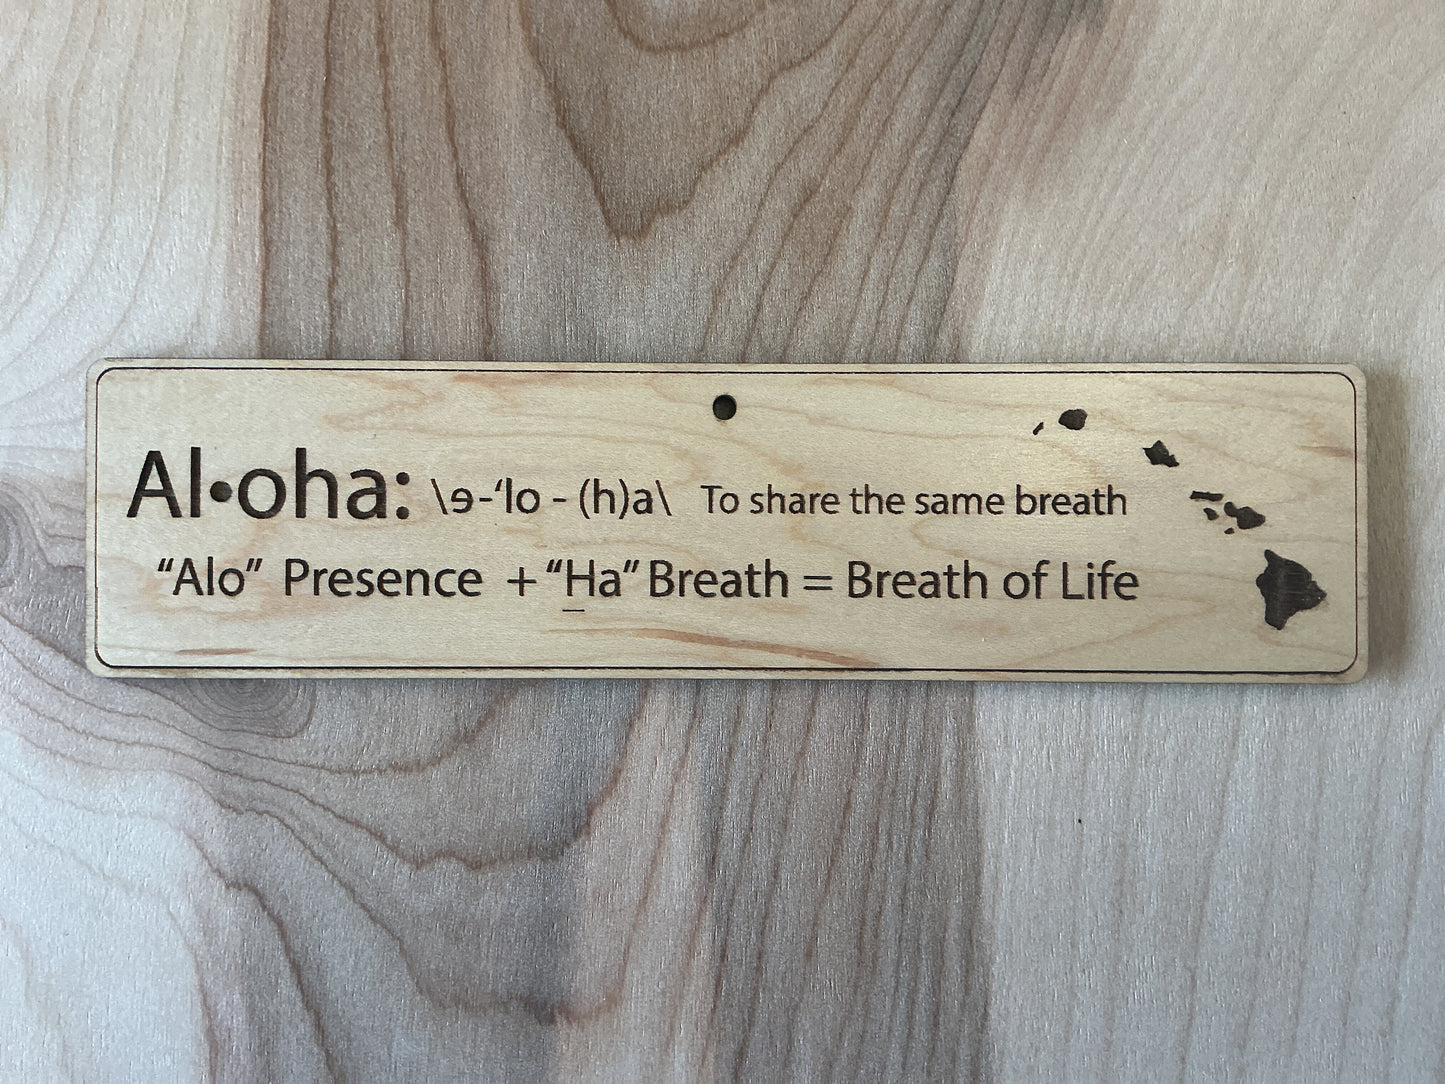 Al•oha: \ɘ-‘lo - (h)a\ To share the same breath
“Alo” Presence + “Ha” Breath = Breath of Life